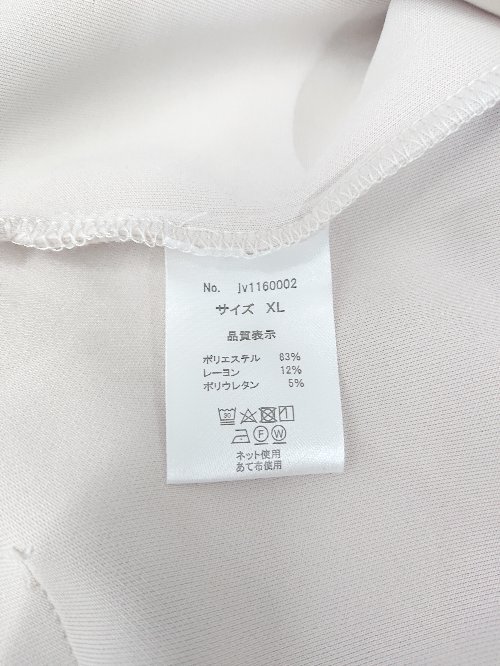 No. jv1160002
サイズ XL
品質表示
ポリエステル 83%
レーヨン 12%
ポリウレタン 5%
F W
ネット使用
あて布使用